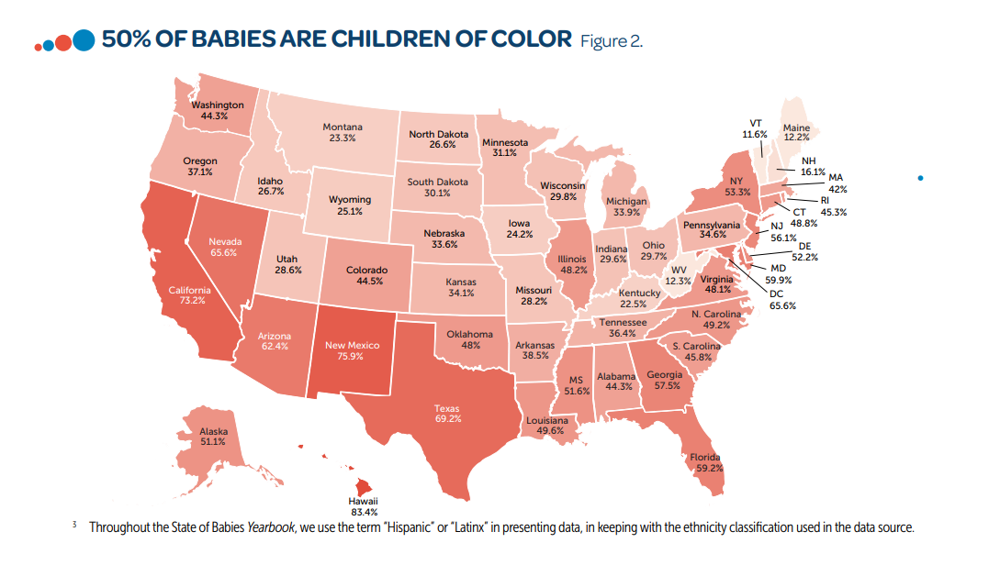 50% OF BABIES ARE CHILDREN OF COLOR Figure 2.
Washington
44.3%
Oregon
37.1%
Idaho
26.7%
Montana
23.3%
Wyoming
25.1%
North Dakota
26.6%
South Dakota
30.1%
Nebraska
33.6%
Kansas
34.1%
Minnesota
31.1%
Iowa
24.2%
Missouri
28.2%
Wisconsin
29.8%
Michigan
33.9%
Illinois
48.2%
Indiana
29.6%
Ohio
29.7%
Kentucky
22.5%
Tennessee
36.4%
WV
12.3%
Virginia
48.1%
Pennsylvania
34.6%
NY
53.3%
VT
11.6%
Maine
12.2%
NH
16.1%
MA
42%
RI
45.3%
CT
48.8%
NJ
56.1%
DE
52.2%
MD
59.9%
DC
65.6%
N. Carolina
49.2%
S. Carolina
45.8%
Georgia
57.5%
Florida
59.2%
Alabama
44.3%
MS
51.6%
Louisiana
49.6%
Arkansas
38.5%
Oklahoma
48%
Texas
69.2%
New Mexico
75.9%
Colorado
44.5%
Utah
28.6%
Arizona
62.4%
Nevada
65.6%
California
73.2%
Alaska
51.1%
Hawaii
83.4%
3 Throughout the State of Babies Yearbook, we use the term “Hispanic” or “Latinx” in presenting data, in keeping with the ethnicity classification used in the data source.